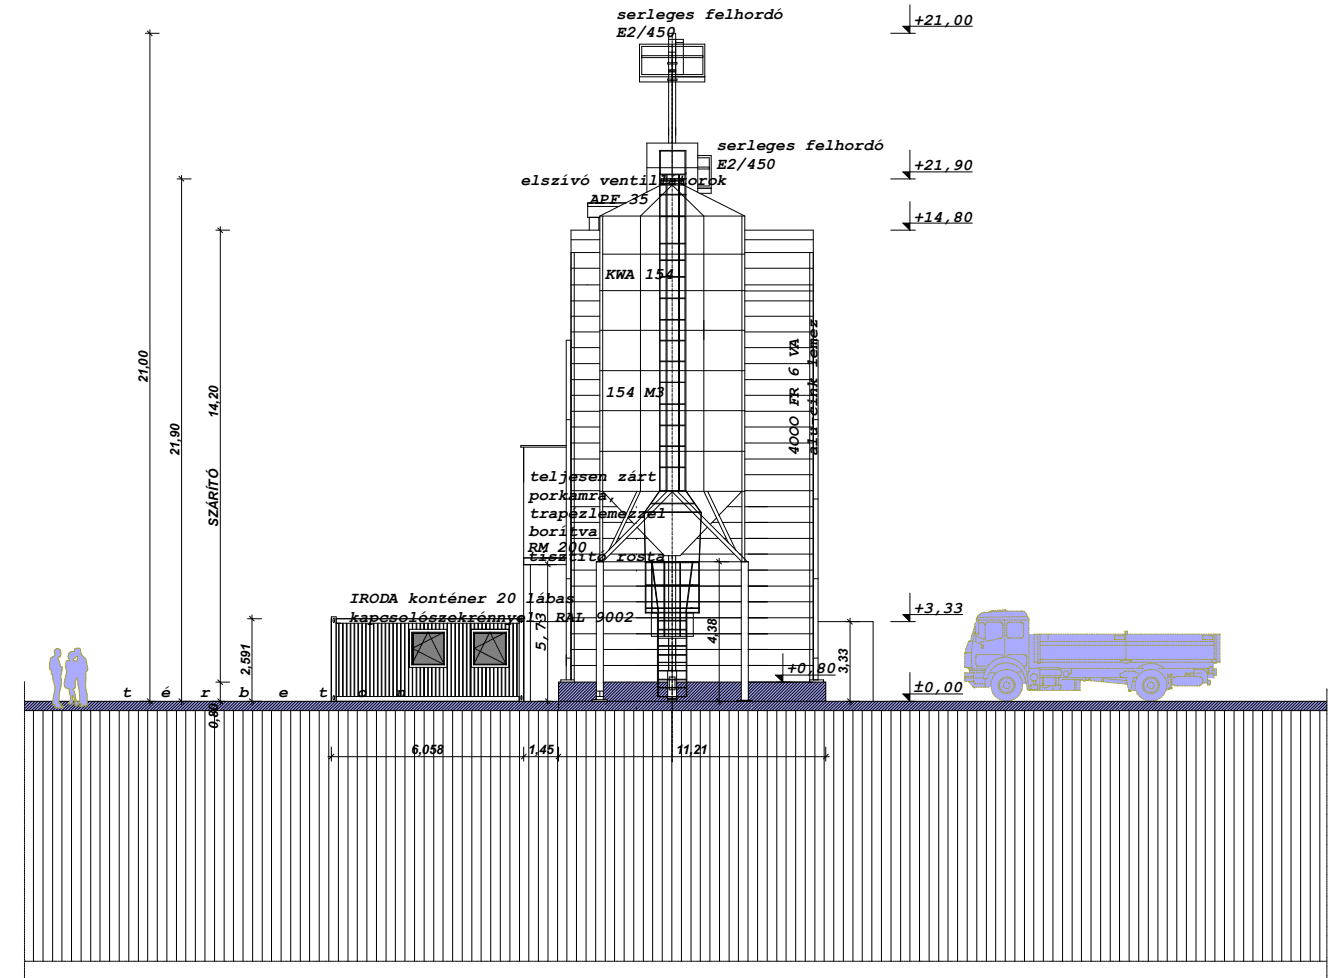 serleges felhordó
E2/450
+21,00
serleges felhordó
E2/450
+21,90
elszívó ventillátorok
APF 35
+14,80
KWA 154
154 M3
4000 FR 6 VA
alu-cink lemez
21,00
21,90
14,20
SZÁRÍTÓ
teljesen zárt
porkamra,
trapézlemezzel
borítva
RM 200
tisztító rosta
IRODA konténer 20 lábas
kapcsolószekrénnyel RAL 9002
5,73
4,38
+3,33
3,33
2,591
+0,80
±0,00
térbeton
0,80
6,058
1,45
11,21